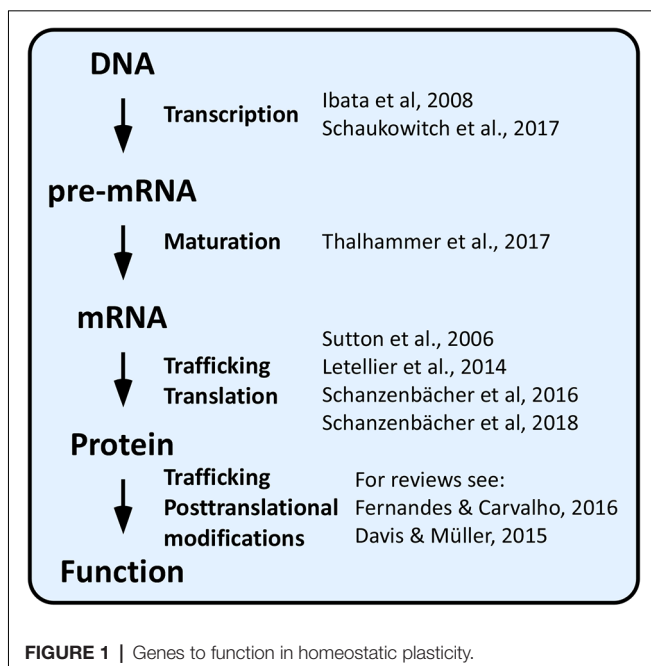 DNA
Transcription
Ibata et al, 2008
Schaukowitch et al., 2017
pre-mRNA
Maturation
Thalhammer et al., 2017
mRNA
Trafficking
Translation
Sutton et al., 2006
Letellier et al., 2014
Schanzenbächer et al, 2016
Schanzenbächer et al, 2018
Protein
Trafficking
Posttranslational
modifications
For reviews see:
Fernandes & Carvalho, 2016
Davis & Müller, 2015
Function
FIGURE 1 | Genes to function in homeostatic plasticity.